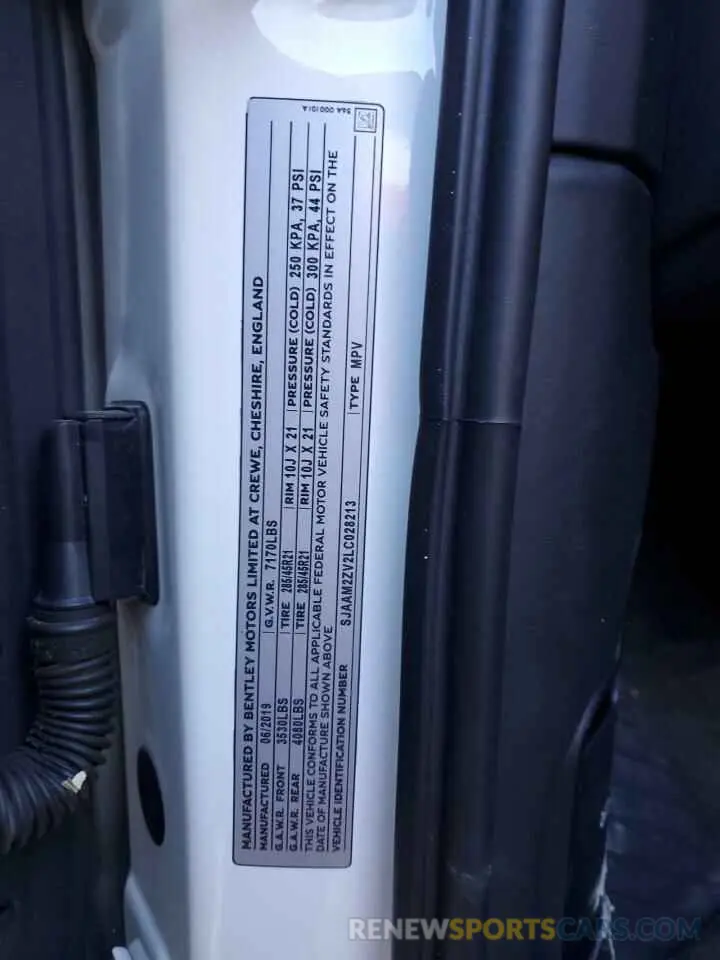 36A 000 101 A
MANUFACTURED BY BENTLEY MOTORS LIMITED AT CREWE, CHESHIRE, ENGLAND
MANUFACTURED 06/2019 G.V.W.R. 7170LBS
G.A.W.R. FRONT 3530LBS TIRE 285/45R21 RIM 10J X 21 PRESSURE (COLD) 250 KPA, 37 PSI
G.A.W.R. REAR 4080LBS TIRE 285/45R21 RIM 10J X 21 PRESSURE (COLD) 300 KPA, 44 PSI
THIS VEHICLE CONFORMS TO ALL APPLICABLE FEDERAL MOTOR VEHICLE SAFETY STANDARDS IN EFFECT ON THE
DATE OF MANUFACTURE SHOWN ABOVE
VEHICLE IDENTIFICATION NUMBER SJAAM2ZV2LC028213 TYPE MPV
RENEWSPORTSCARS.COM